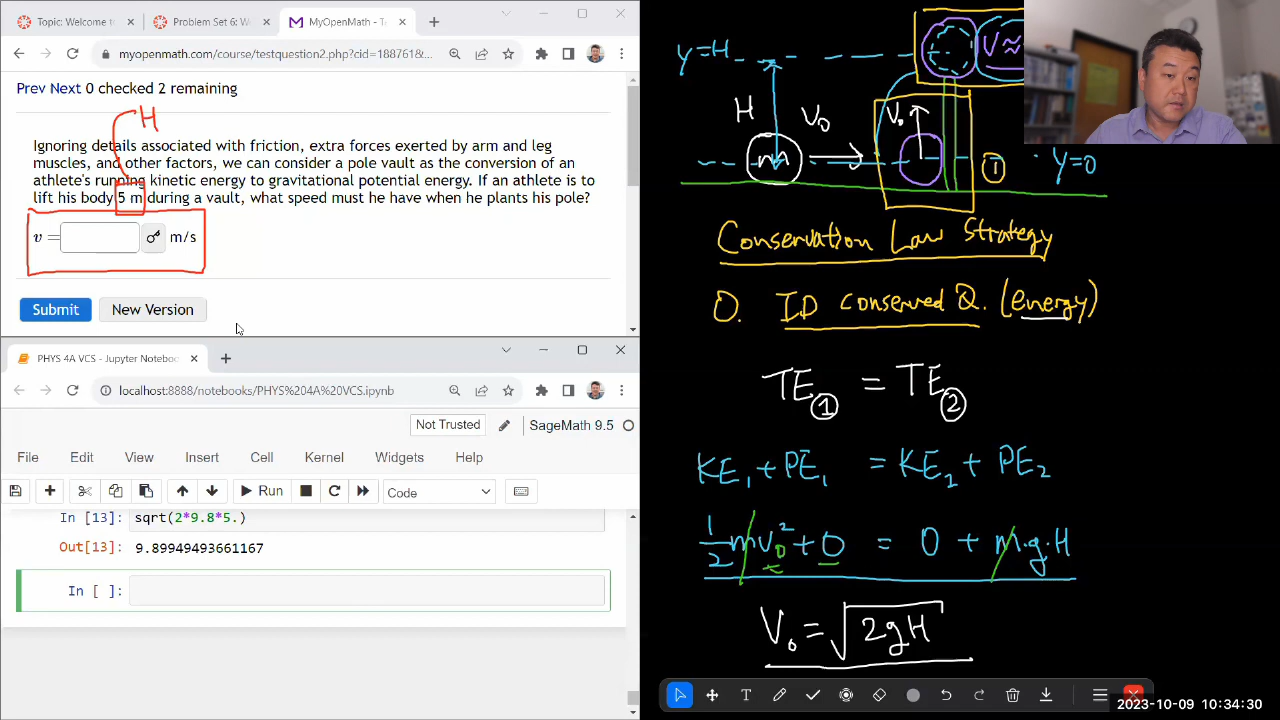 Topic: Welcome t
Problem Po
MyOpenMath - Ta
myopenmath.com/embedq2/multiquestion.php?cid=188761&
Prev Next 0 checked 2 remaining
H
Ignoring details associated with friction, extra forces exerted by arm and leg
muscles, and other factors, we can consider a pole vault as the conversion of an
athlete's running kinetic energy to gravitational potential energy. If an athlete is to
lift his body 5 m during a vault, what speed must he have when he plants his pole?
v =
m/s
Submit
New Version
PHYS 4A VCS - Jupyter Notebook
localhost:8888/notebooks/PHYS%204A%20VCS.ipynb
Not Trusted
SageMath 9.5
File Edit View Insert Cell Kernel Widgets Help
Run
Code
In [13]: sqrt(2*9.8*5.)
Out[13]: 9.89949493661167
In [ ]:
y=H
V≈
H
V0
V0
m
1
y=0
Conservation Law Strategy
0. ID conserved Q. (energy)
TE① = TE②
KE1 + PE1 = KE2 + PE2
1/2 mv0² + 0 = 0 + m·g·H
V0 = √2gH
2023-10-09 10:34:30